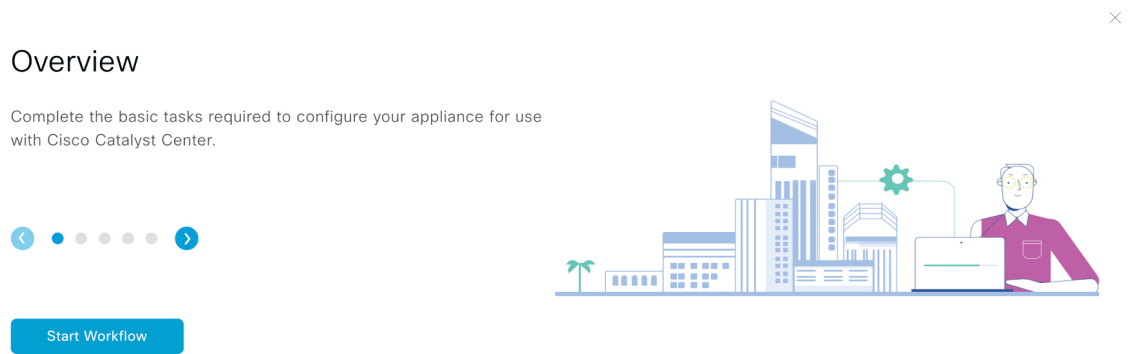 Overview
Complete the basic tasks required to configure your appliance for use
with Cisco Catalyst Center.
Start Workflow